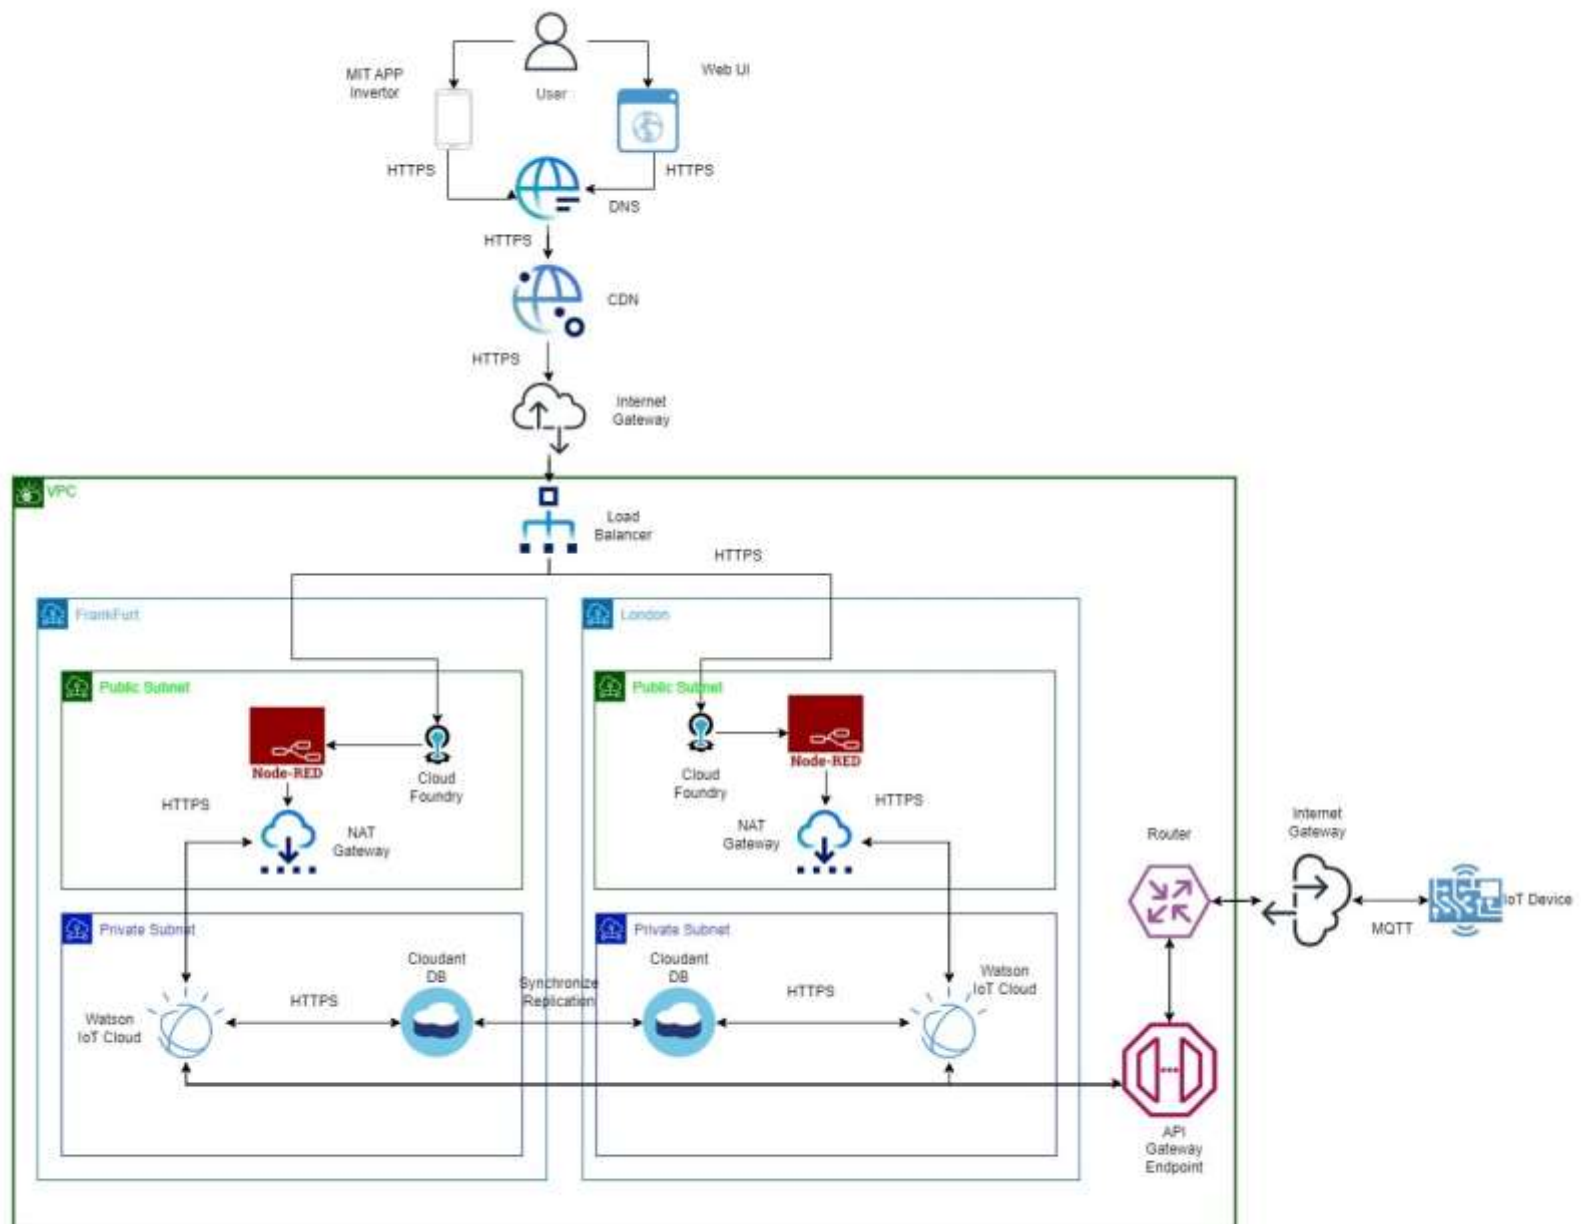 MIT APP
Invertor
User
Web UI
HTTPS
HTTPS
DNS
HTTPS
CDN
HTTPS
Internet
Gateway
VPC
Load
Balancer
HTTPS
FrankFurt
London
Public Subnet
Public Subnet
Node-RED
Cloud
Foundry
Node-RED
Cloud
Foundry
HTTPS
NAT
Gateway
HTTPS
NAT
Gateway
Router
Internet
Gateway
IoT Device
MQTT
Private Subnet
Private Subnet
Cloudant
DB
Synchronize
Replication
Cloudant
DB
Watson
IoT Cloud
HTTPS
HTTPS
Watson
IoT Cloud
API
Gateway
Endpoint